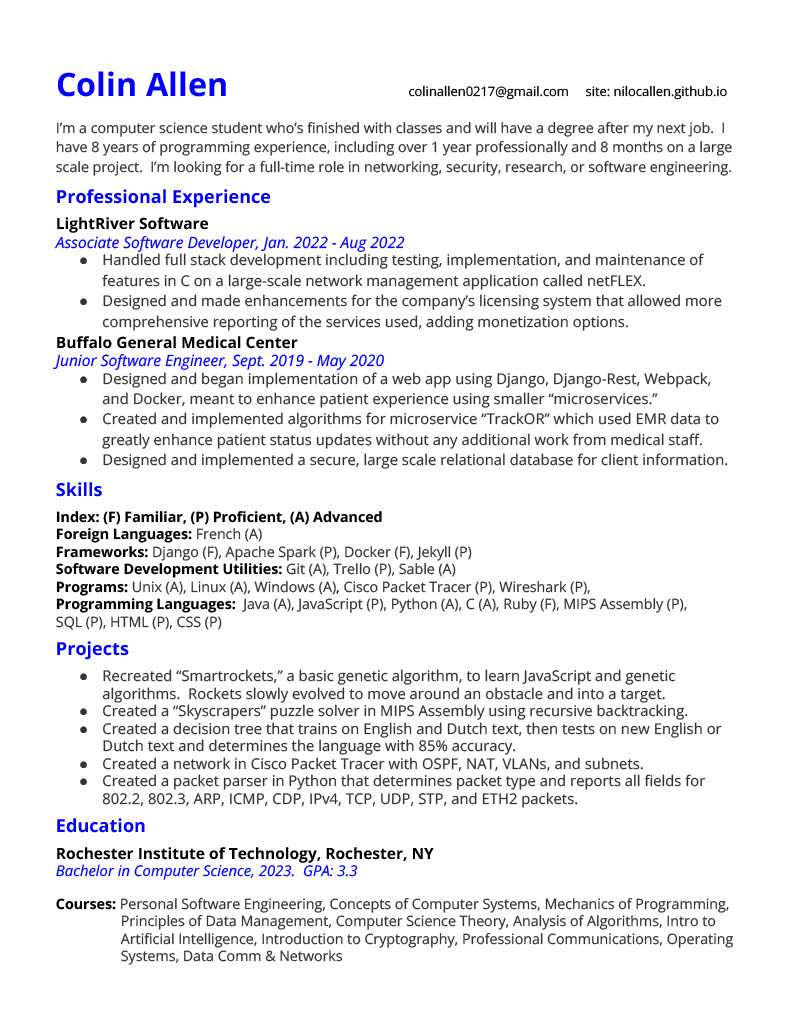 Colin Allen
colinallen0217@gmail.com site: nilocallen.github.io
I'm a computer science student who's finished with classes and will have a degree after my next job. I
have 8 years of programming experience, including over 1 year professionally and 8 months on a large
scale project. I'm looking for a full-time role in networking, security, research, or software engineering.
Professional Experience
LightRiver Software
Associate Software Developer, Jan. 2022 - Aug 2022
● Handled full stack development including testing, implementation, and maintenance of
features in C on a large-scale network management application called netFLEX.
● Designed and made enhancements for the company's licensing system that allowed more
comprehensive reporting of the services used, adding monetization options.
Buffalo General Medical Center
Junior Software Engineer, Sept. 2019 - May 2020
● Designed and began implementation of a web app using Django, Django-Rest, Webpack,
and Docker, meant to enhance patient experience using smaller “microservices.”
● Created and implemented algorithms for microservice “TrackOR” which used EMR data to
greatly enhance patient status updates without any additional work from medical staff.
● Designed and implemented a secure, large scale relational database for client information.
Skills
Index: (F) Familiar, (P) Proficient, (A) Advanced
Foreign Languages: French (A)
Frameworks: Django (F), Apache Spark (P), Docker (F), Jekyll (P)
Software Development Utilities: Git (A), Trello (P), Sable (A)
Programs: Unix (A), Linux (A), Windows (A), Cisco Packet Tracer (P), Wireshark (P),
Programming Languages: Java (A), JavaScript (P), Python (A), C (A), Ruby (F), MIPS Assembly (P),
SQL (P), HTML (P), CSS (P)
Projects
● Recreated “Smartrockets,” a basic genetic algorithm, to learn JavaScript and genetic
algorithms. Rockets slowly evolved to move around an obstacle and into a target.
● Created a “Skyscrapers” puzzle solver in MIPS Assembly using recursive backtracking.
● Created a decision tree that trains on English and Dutch text, then tests on new English or
Dutch text and determines the language with 85% accuracy.
● Created a network in Cisco Packet Tracer with OSPF, NAT, VLANs, and subnets.
● Created a packet parser in Python that determines packet type and reports all fields for
802.2, 802.3, ARP, ICMP, CDP, IPv4, TCP, UDP, STP, and ETH2 packets.
Education
Rochester Institute of Technology, Rochester, NY
Bachelor in Computer Science, 2023. GPA: 3.3
Courses: Personal Software Engineering, Concepts of Computer Systems, Mechanics of Programming,
Principles of Data Management, Computer Science Theory, Analysis of Algorithms, Intro to
Artificial Intelligence, Introduction to Cryptography, Professional Communications, Operating
Systems, Data Comm & Networks